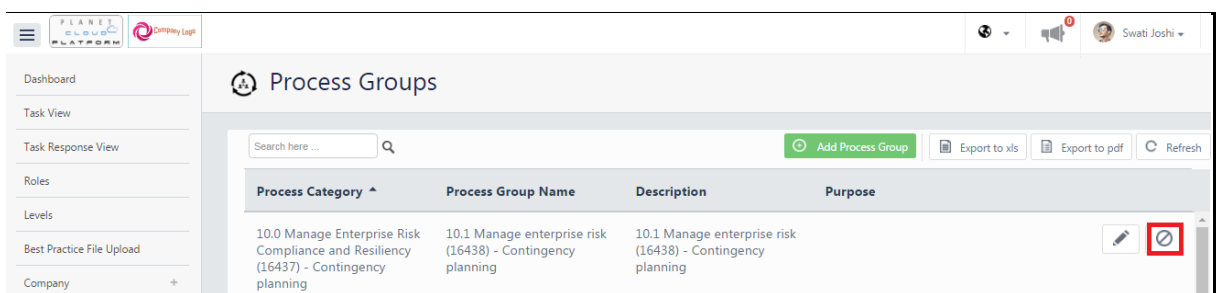 PLANET
CLOUD
PLATFORM
Company Logo
0
Swati Joshi
Dashboard
Process Groups
Task View
Task Response View
Search here ...
Add Process Group
Export to xls
Export to pdf
Refresh
Roles
Process Category
Process Group Name
Description
Purpose
Levels
Best Practice File Upload
Company +
10.0 Manage Enterprise Risk
Compliance and Resiliency
(16437) - Contingency
planning
10.1 Manage enterprise risk
(16438) - Contingency
planning
10.1 Manage enterprise risk
(16438) - Contingency
planning